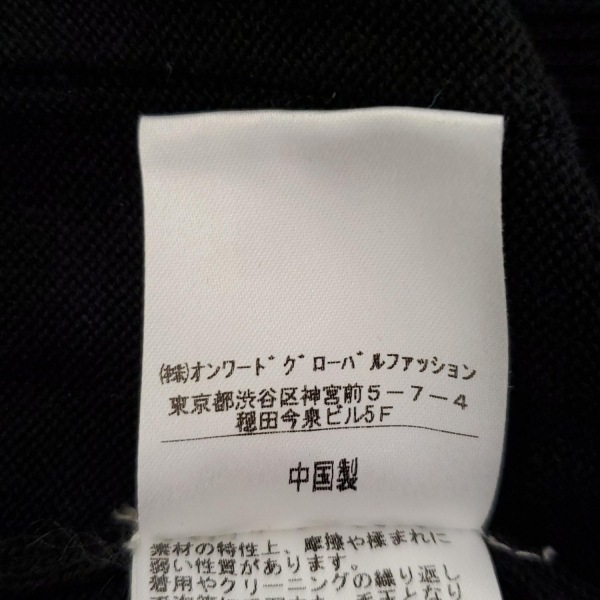 ㈱オンワードグローバルファッション
東京都渋谷区神宮前5-7-4
穏田今泉ビル5F
中国製
素材の特性上、摩擦や揉まれに
弱い性質があります。
着用やクリーニングの繰り返し